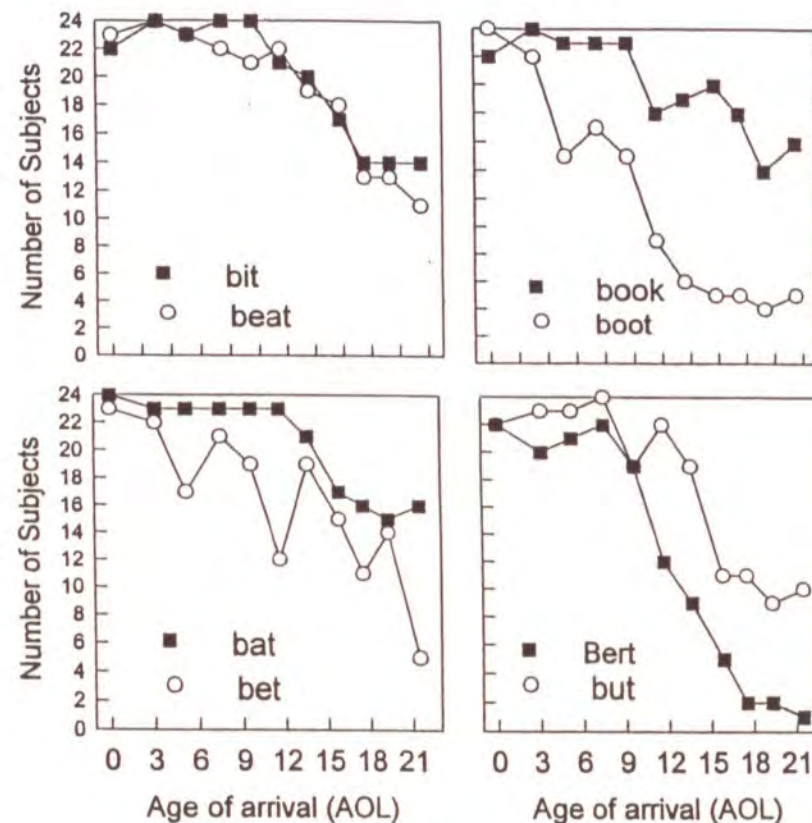 24
22
20
18
16
14
12
10
8
6
4
2
0
Number of Subjects
bit
beat
book
boot
24
22
20
18
16
14
12
10
8
6
4
2
0
Number of Subjects
bat
bet
Bert
but
0 3 6 9 12 15 18 21
0 3 6 9 12 15 18 21
Age of arrival (AOL)
Age of arrival (AOL)